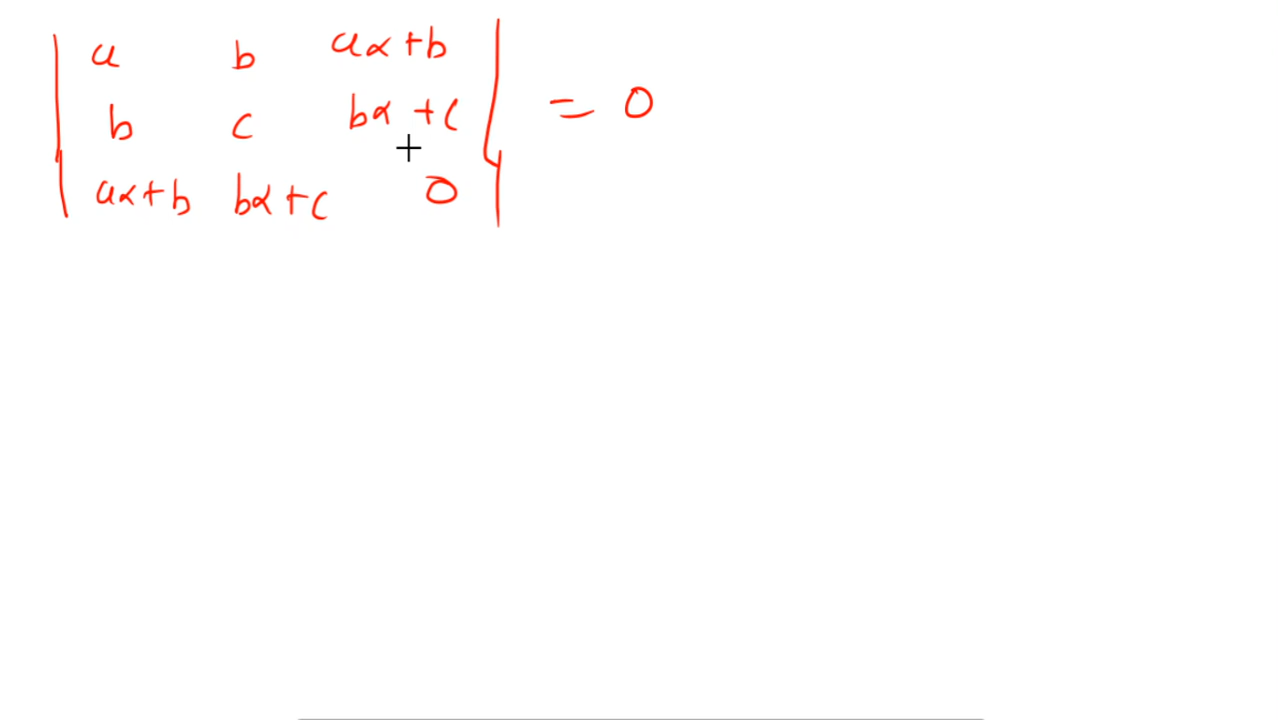 | a b aα+b |
| b c bα+c | = 0
| aα+b bα+c 0 |